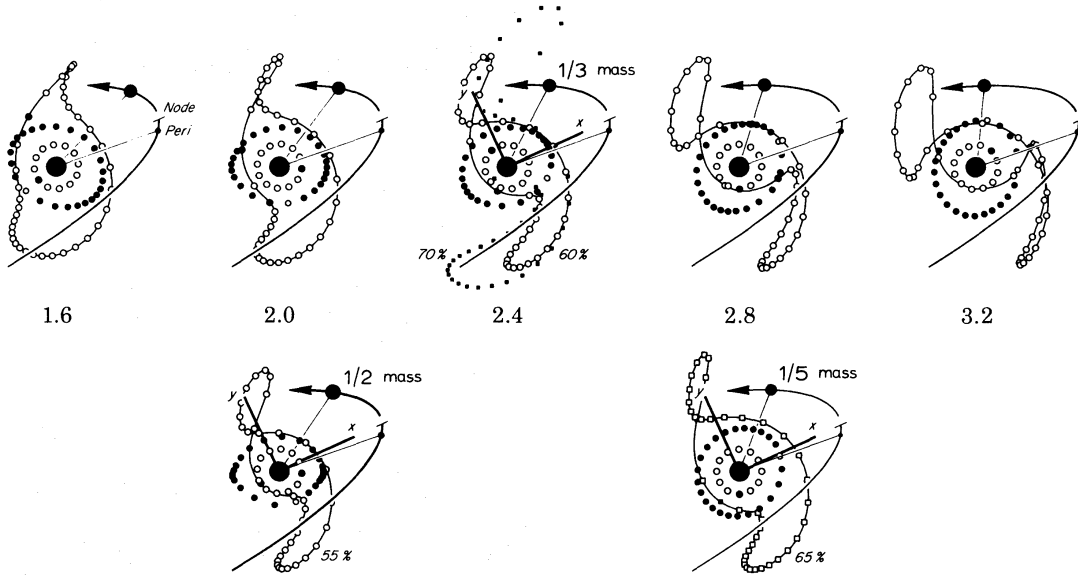 Node
Peri
1/3 mass
y
x
70%
60%
1.6
2.0
2.4
2.8
3.2
1/2 mass
y
x
55%
1/5 mass
y
x
65%